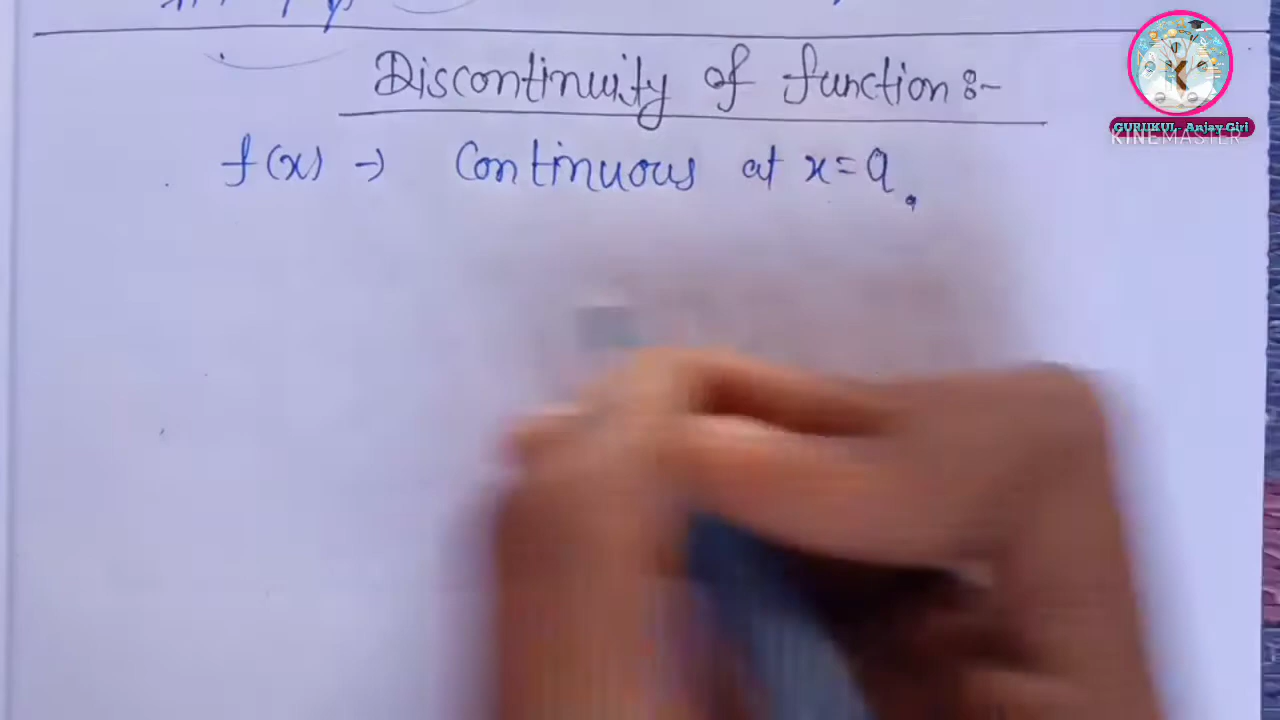 Discontinuity of function :-
f(x) → Continuous at x = a.
GURUKUL- Anjay Giri
KINEMASTER